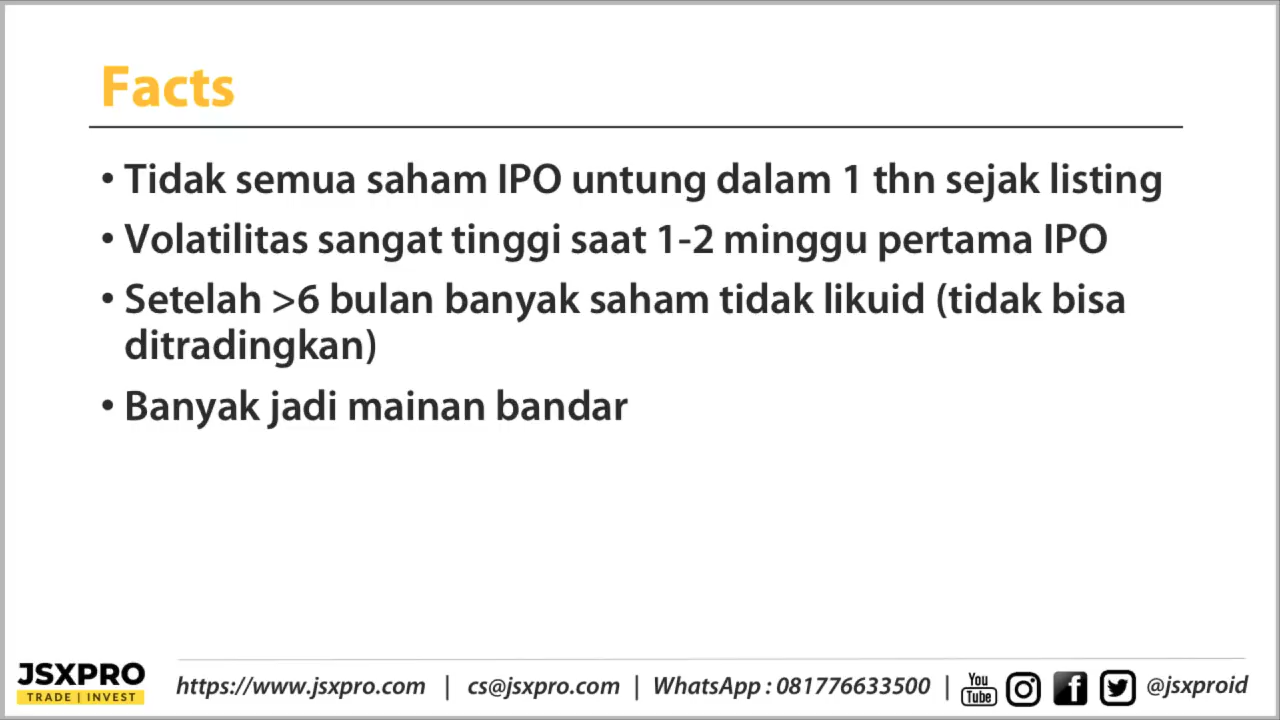 Facts
• Tidak semua saham IPO untung dalam 1 thn sejak listing
• Volatilitas sangat tinggi saat 1-2 minggu pertama IPO
• Setelah >6 bulan banyak saham tidak likuid (tidak bisa
ditradingkan)
• Banyak jadi mainan bandar
JSXPRO
TRADE | INVEST
https://www.jsxpro.com | cs@jsxpro.com | WhatsApp : 081776633500 | You Tube @jsxproid